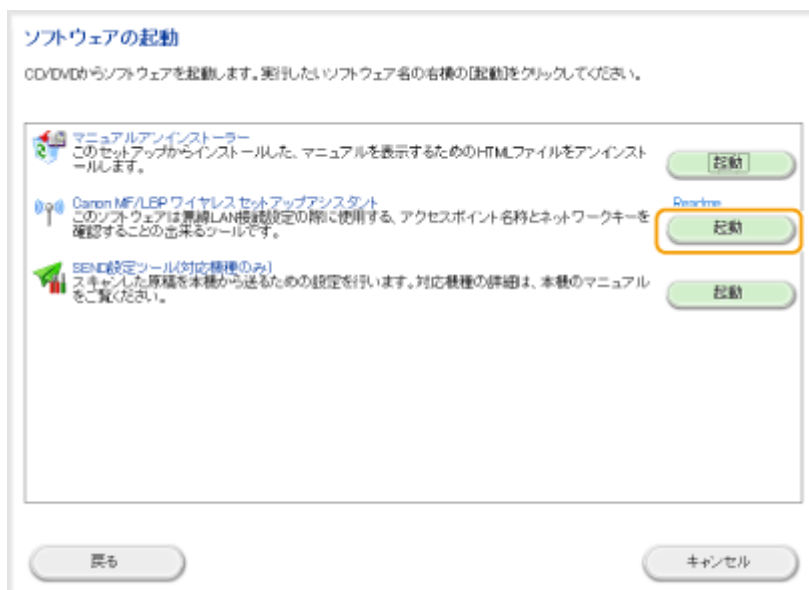 ソフトウェアの起動
CD/DVDからソフトウェアを起動します。実行したいソフトウェア名の右横の[起動]をクリックしてください。
マニュアルアンインストーラー
このセットアップからインストールした、マニュアルを表示するためのHTMLファイルをアンインスト
ールします。
起動
Canon MF/LBP ワイヤレスセットアップアシスタント
Readme
このソフトウェアは無線LAN接続設定の際に使用する、アクセスポイント名称とネットワークキーを
確認することの出来るツールです。
起動
SEND設定ツール(対応機種のみ)
スキャンした原稿を本機から送るための設定を行います。対応機種の詳細は、本機のマニュアル
をご覧ください。
起動
戻る
キャンセル